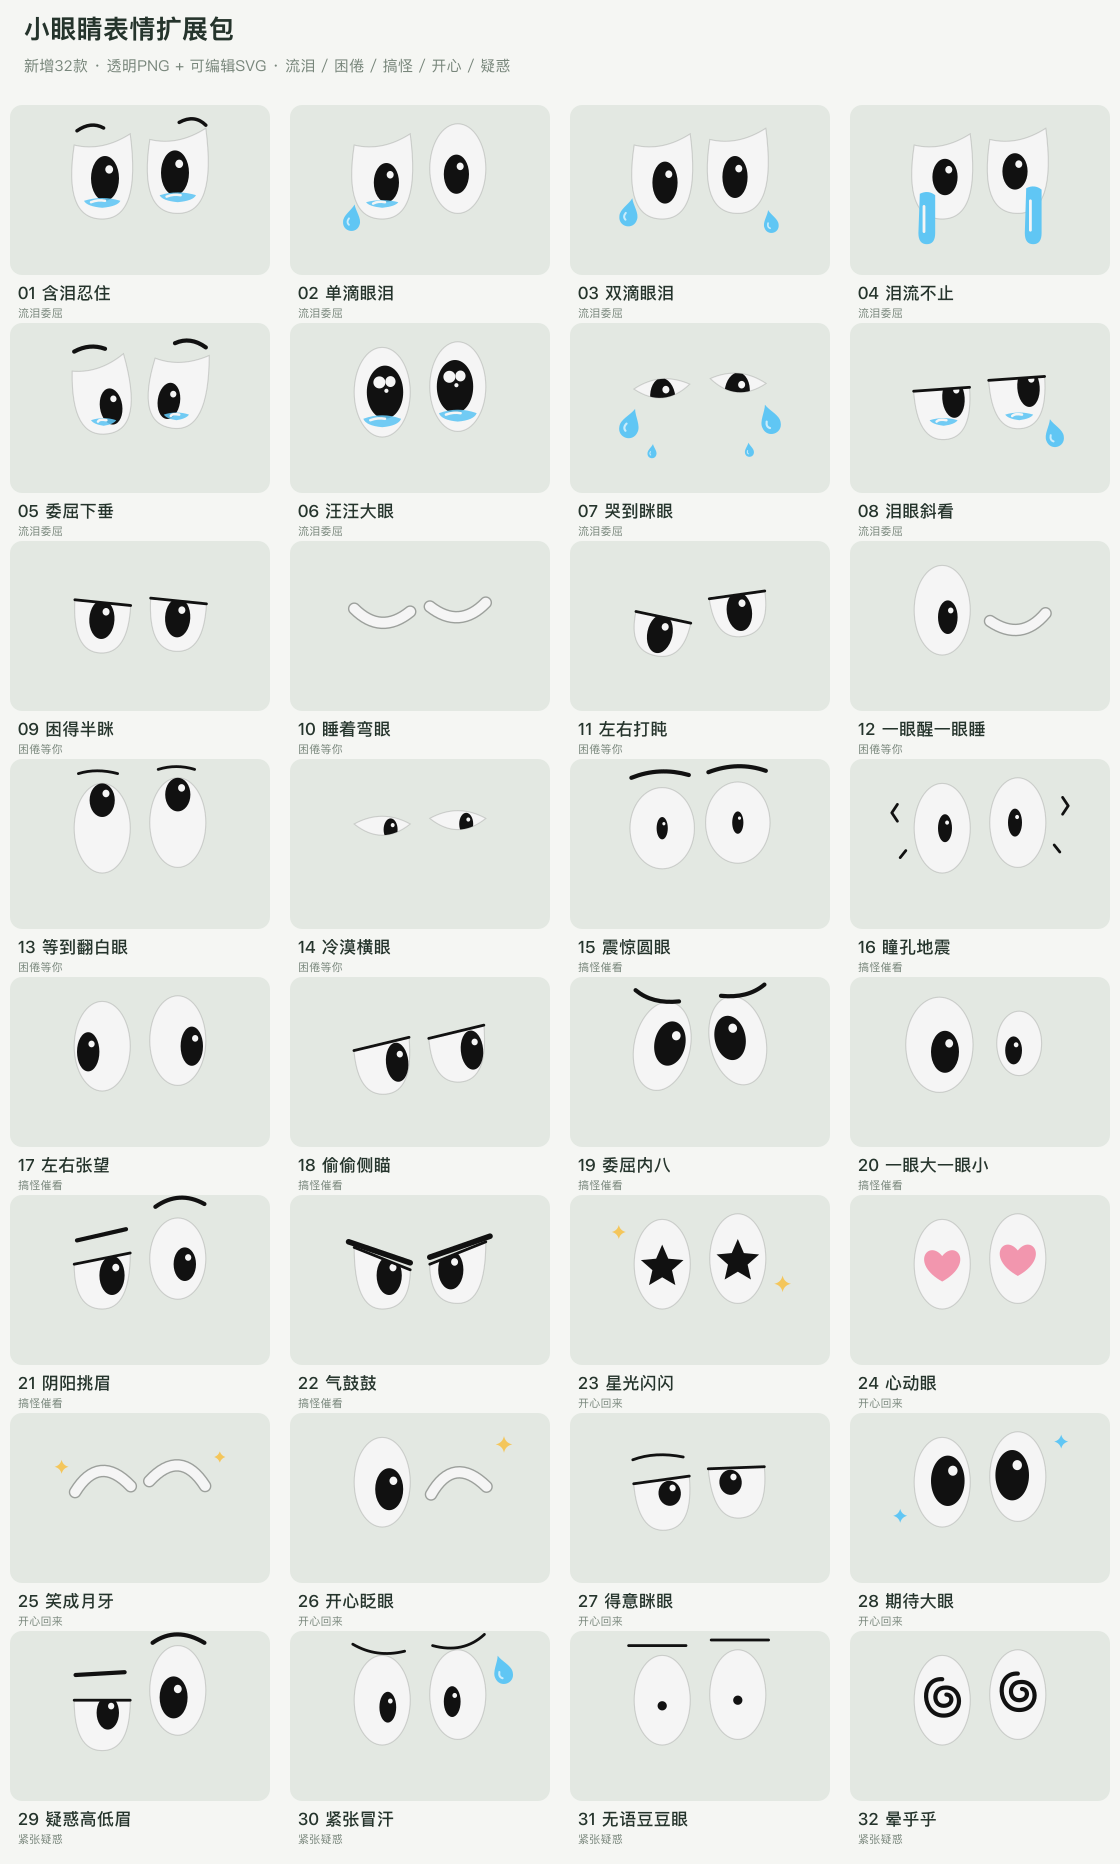 小眼睛表情扩展包
新增32款 · 透明PNG + 可编辑SVG · 流泪 / 困倦 / 搞怪 / 开心 / 疑惑
01 含泪忍住
流泪委屈
02 单滴眼泪
流泪委屈
03 双滴眼泪
流泪委屈
04 泪流不止
流泪委屈
05 委屈下垂
流泪委屈
06 汪汪大眼
流泪委屈
07 哭到眯眼
流泪委屈
08 泪眼斜看
流泪委屈
09 困得半眯
困倦等你
10 睡着弯眼
困倦等你
11 左右打盹
困倦等你
12 一眼醒一眼睡
困倦等你
13 等到翻白眼
困倦等你
14 冷漠横眼
困倦等你
15 震惊圆眼
搞怪催看
16 瞳孔地震
搞怪催看
17 左右张望
搞怪催看
18 偷偷侧瞄
搞怪催看
19 委屈内八
搞怪催看
20 一眼大一眼小
搞怪催看
21 阴阳挑眉
搞怪催看
22 气鼓鼓
搞怪催看
23 星光闪闪
开心回来
24 心动眼
开心回来
25 笑成月牙
开心回来
26 开心眨眼
开心回来
27 得意眯眼
开心回来
28 期待大眼
开心回来
29 疑惑高低眉
紧张疑惑
30 紧张冒汗
紧张疑惑
31 无语豆豆眼
紧张疑惑
32 晕乎乎
紧张疑惑